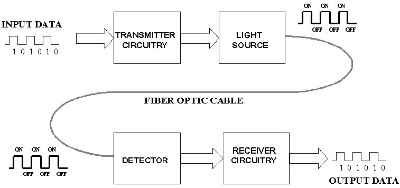 INPUT DATA
1 0 1 0 1 0
TRANSMITTER
CIRCUITRY
LIGHT
SOURCE
ON ON ON
OFF OFF OFF
FIBER OPTIC CABLE
ON ON ON
OFF OFF OFF
DETECTOR
RECEIVER
CIRCUITRY
1 0 1 0 1 0
OUTPUT DATA